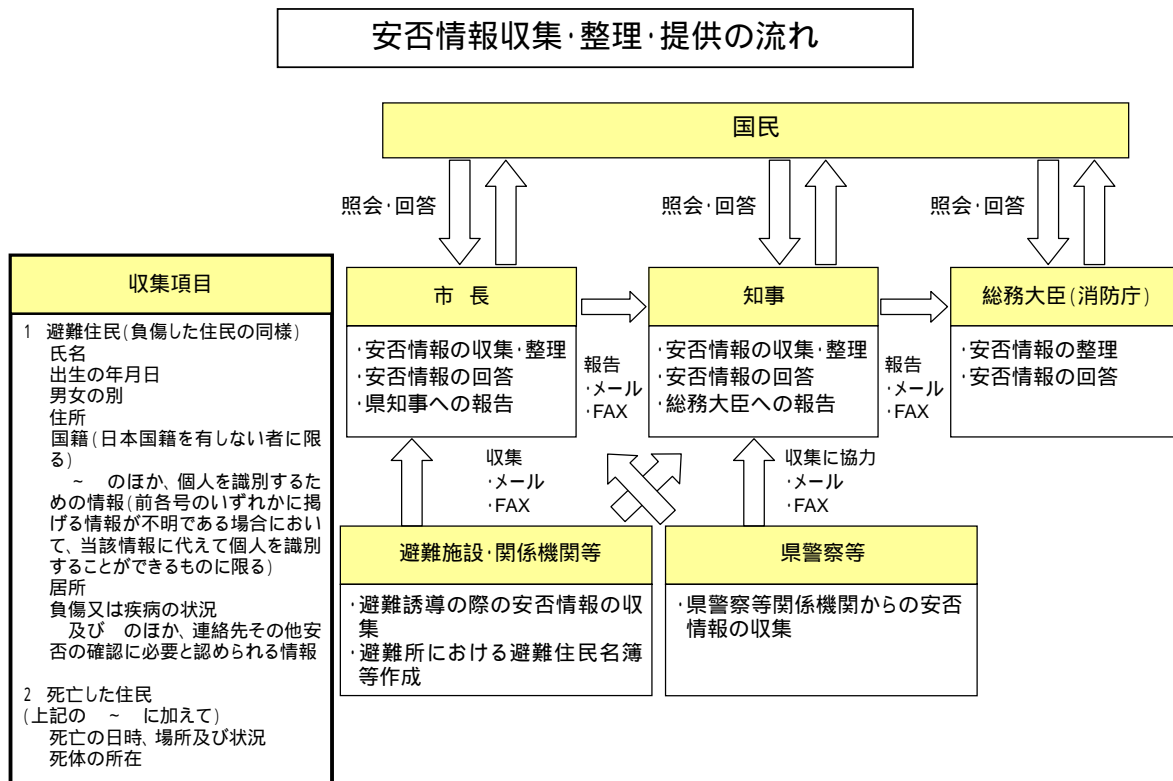 安否情報収集･整理･提供の流れ
国民
照会･回答
照会･回答
照会･回答
収集項目
1 避難住民(負傷した住民の同様)
氏名
出生の年月日
男女の別
住所
国籍(日本国籍を有しない者に限
る)
～ のほか、個人を識別するた
めの情報(前各号のいずれかに掲
げる情報が不明である場合におい
て、当該情報に代えて個人を識別
することができるものに限る)
居所
負傷又は疾病の状況
及び のほか、連絡先その他安
否の確認に必要と認められる情報
2 死亡した住民
(上記の ～ に加えて)
死亡の日時、場所及び状況
死体の所在
市 長
･安否情報の収集･整理
･安否情報の回答
･県知事への報告
報告
･メール
･FAX
知事
･安否情報の収集･整理
･安否情報の回答
･総務大臣への報告
報告
･メール
･FAX
総務大臣(消防庁)
･安否情報の整理
･安否情報の回答
収集
･メール
･FAX
収集に協力
･メール
･FAX
避難施設･関係機関等
･避難誘導の際の安否情報の収
集
･避難所における避難住民名簿
等作成
県警察等
･県警察等関係機関からの安否
情報の収集